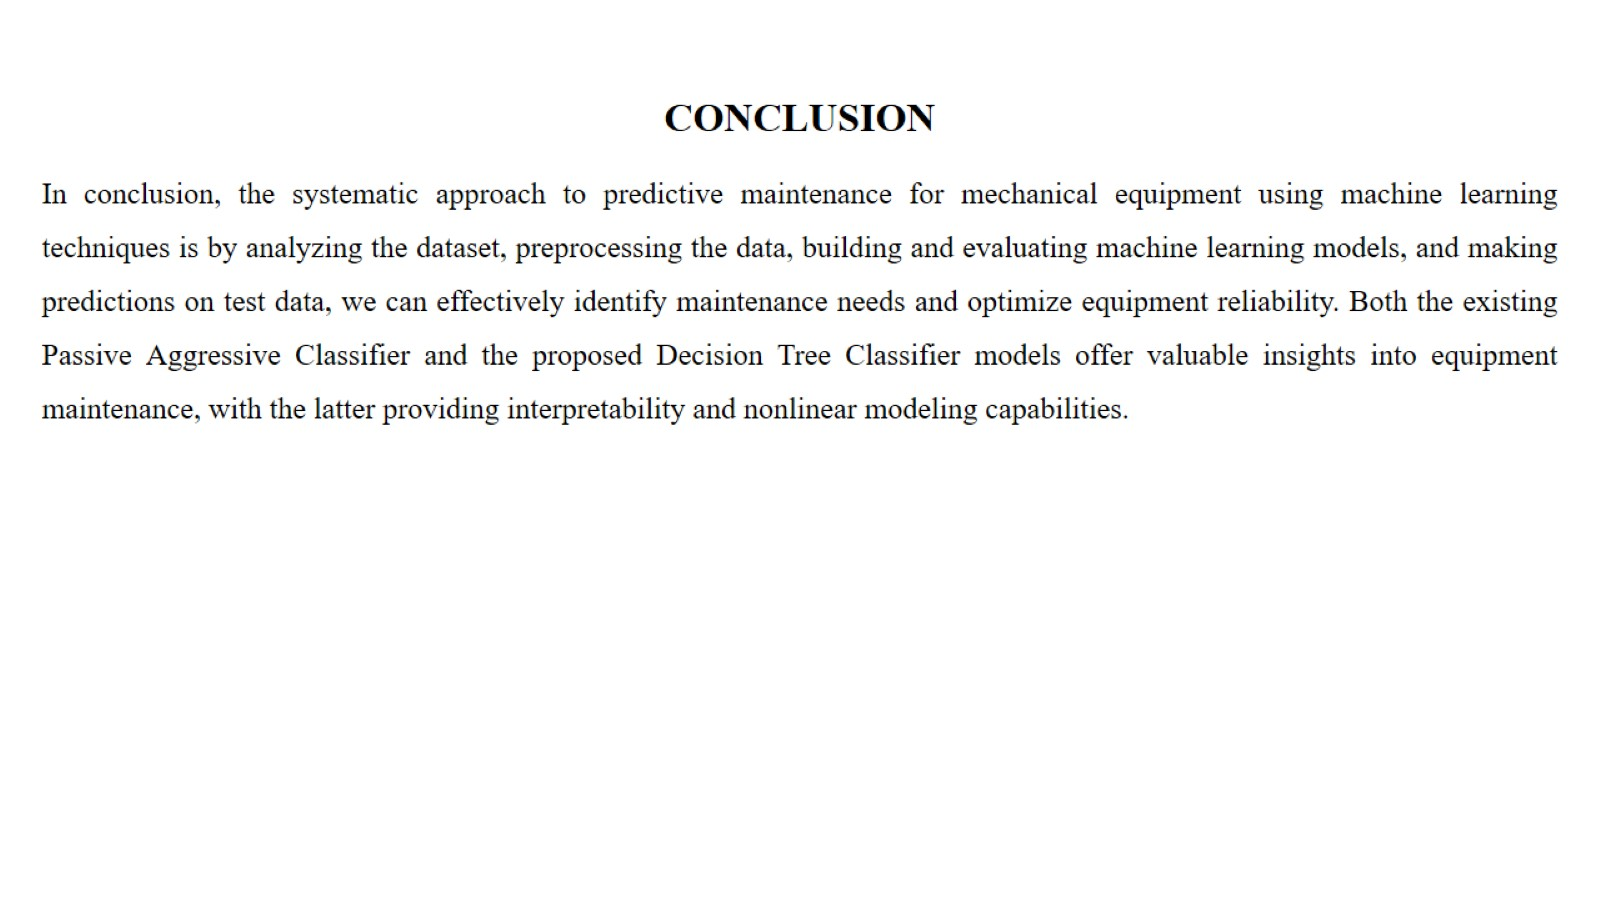 CONCLUSION
In conclusion, the systematic approach to predictive maintenance for mechanical equipment using machine learning
techniques is by analyzing the dataset, preprocessing the data, building and evaluating machine learning models, and making
predictions on test data, we can effectively identify maintenance needs and optimize equipment reliability. Both the existing
Passive Aggressive Classifier and the proposed Decision Tree Classifier models offer valuable insights into equipment
maintenance, with the latter providing interpretability and nonlinear modeling capabilities.